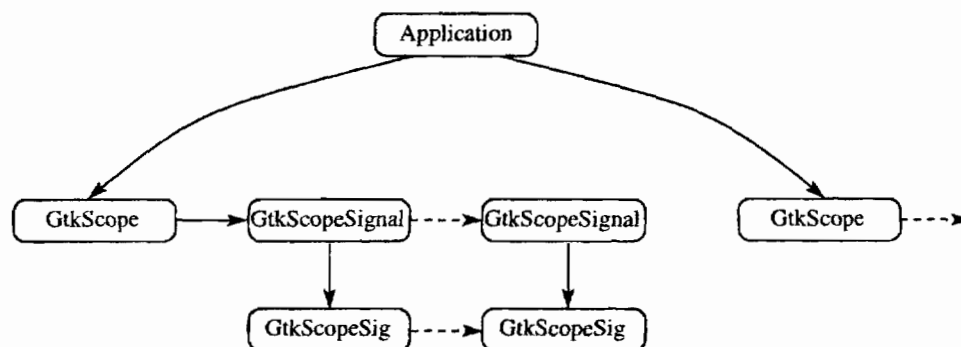 Application
GtkScope
GtkScopeSignal
GtkScopeSignal
GtkScope
GtkScopeSig
GtkScopeSig